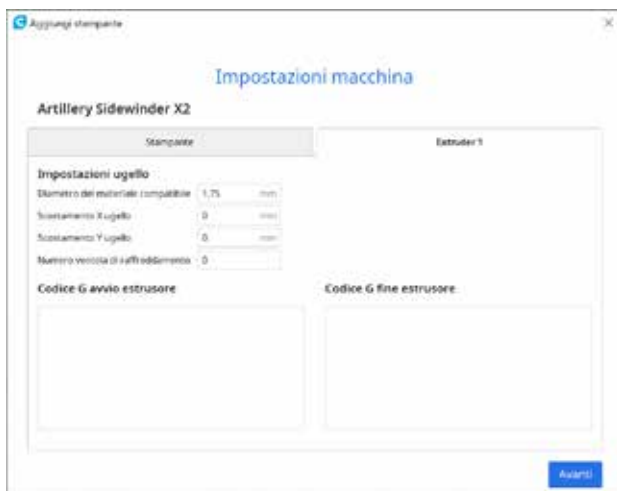 Aggiungi stampante
Impostazioni macchina
Artillery Sidewinder X2
Stampante
Extruder 1
Impostazioni ugello
Diametro del materiale compatibile 1,75 mm
Scostamento X ugello 0 mm
Scostamento Y ugello 0 mm
Numero ventola di raffreddamento 0
Codice G avvio estrusore
Codice G fine estrusore
Avanti